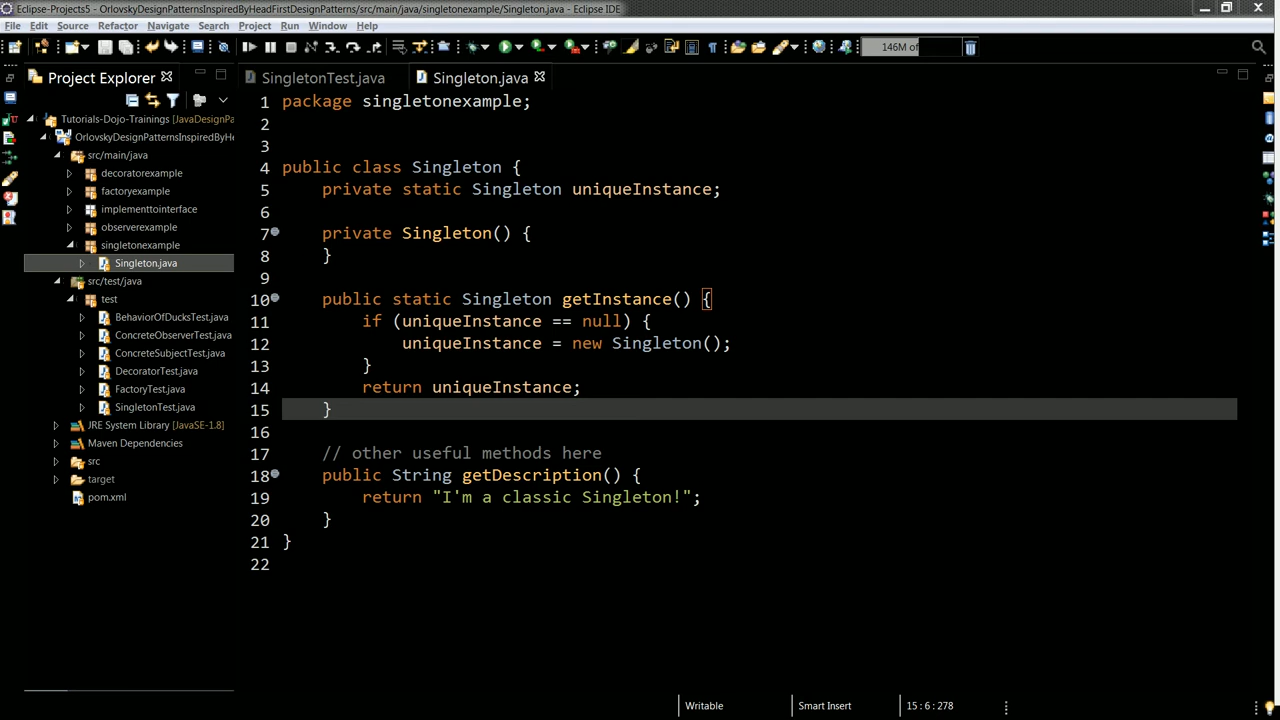 Eclipse-Projects5 - OrlovskyDesignPatternsInspiredByHeadFirstDesignPatterns/src/main/java/singletonexample/Singleton.java - Eclipse IDE
File Edit Source Refactor Navigate Search Project Run Window Help
146M of
Project Explorer
SingletonTest.java
Singleton.java
Tutorials-Dojo-Trainings [JavaDesignPa
OrlovskyDesignPatternsInspiredByHe
src/main/java
decoratorexample
factoryexample
implementtointerface
observerexample
singletonexample
Singleton.java
src/test/java
test
BehaviorOfDucksTest.java
ConcreteObserverTest.java
ConcreteSubjectTest.java
DecoratorTest.java
FactoryTest.java
SingletonTest.java
JRE System Library [JavaSE-1.8]
Maven Dependencies
src
target
pom.xml
1 package singletonexample;
2
3
4 public class Singleton {
5 private static Singleton uniqueInstance;
6
7 private Singleton() {
8 }
9
10 public static Singleton getInstance() {
11 if (uniqueInstance == null) {
12 uniqueInstance = new Singleton();
13 }
14 return uniqueInstance;
15 }
16
17 // other useful methods here
18 public String getDescription() {
19 return "I'm a classic Singleton!";
20 }
21 }
22
Writable
Smart Insert
15 : 6 : 278